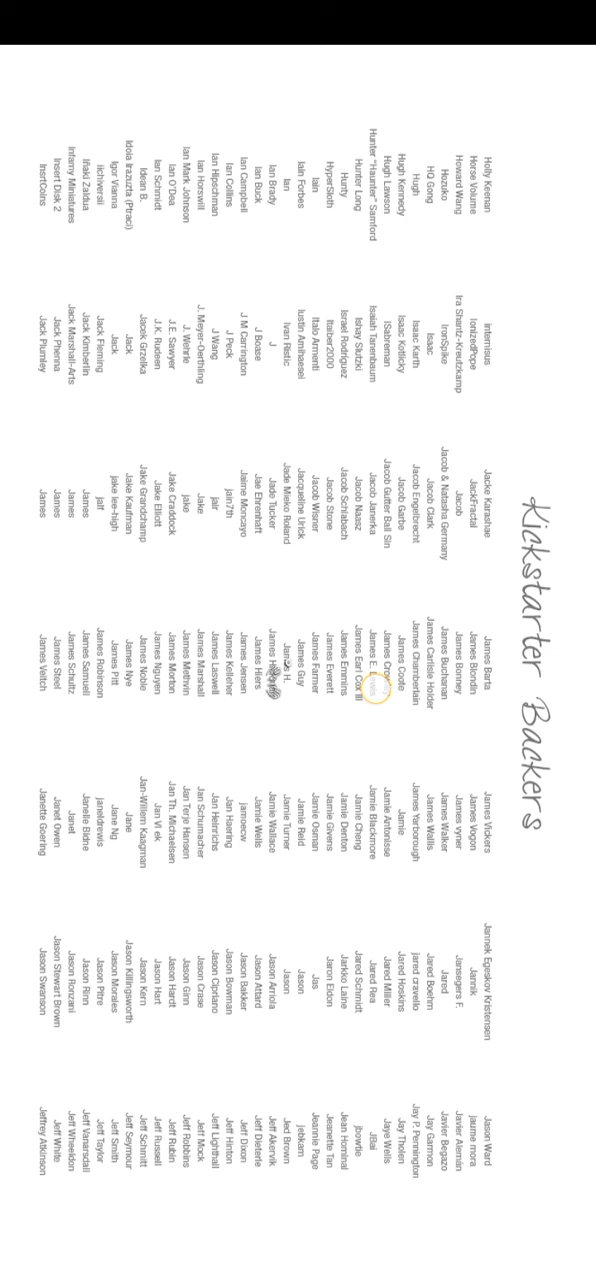 Kickstarter Backers
Holly Keenan
Horse Volume
Howard Wang
Hozuko
HQ Gong
Hugh
Hugh Kennedy
Hugh Lawson
Hunter "Haunter" Samford
Hunter Long
Hunty
HyperSloth
Iain
Iain Forbes
Ian
Ian Brady
Ian Buck
Ian Campbell
Ian Collins
Ian Hipschman
Ian Horswill
Ian Mark Johnson
Ian O'Dea
Ian Schmidt
Idean B.
Idoia Irazuzta (Ptraci)
Igor Vianna
iichiversii
Iñaki Zaldua
Infamy Miniatures
Insert Disk 2
InsrtCoins
internisus
IonizedPope
Ira Shantz-Kreutzkamp
IronSpike
Isaac
Isaac Karth
Isaac Kotlicky
iSabreman
Isaiah Tanenbaum
Ishay Slutzki
Israel Rodriguez
Itaiber2000
Italo Armenti
Iustin Amihaesei
Ivan Ristic
J
J Boase
J M Carrington
J Peck
J Wang
J. Meyer-Oerthling
J. Wehrle
J.E. Sawyer
J.K. Rudeen
Jacek Grzelka
Jack
Jack
Jack Fleming
Jack Kimberlin
Jack Marshall-Arts
Jack Phenna
Jack Plumley
Jacke Karashae
JackFractal
Jacob
Jacob & Natasha Germany
Jacob Clark
Jacob Engelbrecht
Jacob Garbe
Jacob Gutter Ball Sin
Jacob Janerka
Jacob Naasz
Jacob Schlabach
Jacob Stone
Jacob Wisner
Jacqueline Urick
Jade Mieko Roland
Jade Tucker
Jae Ehrenhaft
Jaime Moncayo
jain7th
jair
Jake
jake
Jake Craddock
Jake Elliott
Jake Grandchamp
Jake Kaufman
jake lee-high
jalf
James
James
James
James
James Barta
James Blondin
James Bonney
James Buchanan
James Carlisle Holder
James Chamberlain
James Coote
James
James E.
James Earl Cox III
James Emmins
James Everett
James Farmer
James Guy
James H.
James
James Hiers
James Jensen
James Kelleher
James Laswell
James Marshall
James Methvin
James Morton
James Nguyen
James Noble
James Nye
James Pitt
James Robinson
James Samuell
James Schultz
James Steel
James Veitch
James Vickers
James Vogon
james vyner
James Walker
James Wallis
James Yarborough
Jamie
Jamie Antonisse
Jamie Blackmore
Jamie Cheng
Jamie Denton
Jamie Givens
Jamie Osman
Jamie Reid
Jamie Turner
Jamie Wallace
Jamie Wells
jamoecw
Jan Haering
Jan Heinrichs
Jan Schumacher
Jan Terje Hansen
Jan Th. Michaelsen
Jan Vl ek
Jan-Willem Kaagman
Jane
Jane Ng
janeldrewis
Janelle Bidne
Janet
Janet Owen
Janette Goering
Jannek Egeskov Kristensen
Jannik
Jansegers F.
Jared
Jared Boehm
jared cravello
Jared Hoskins
Jared Miller
Jared Rea
Jared Schmidt
Jarkko Laine
Jaron Eldon
Jas
Jason
Jason
Jason Arriola
Jason Attard
Jason Bakker
Jason Bowman
Jason Cipriano
Jason Crase
Jason Ginn
Jason Hardt
Jason Hart
Jason Kern
Jason Killingsworth
Jason Morales
Jason Pitre
Jason Rinn
Jason Ronzani
Jason Stewart Brown
Jason Swanson
Jason Ward
jaume mora
Javier Alemán
Javier Begazo
Jay Garmon
Jay P. Pennington
Jay Tholen
Jaye Wells
JBai
jbowtie
Jean Hominal
Jeanette Tan
Jeannie Page
jebkam
Jed Brown
Jeff Akervik
Jeff Dieterle
Jeff Dixon
Jeff Hinton
Jeff Lighthall
Jeff Mock
Jeff Robbins
Jeff Rubin
Jeff Russell
Jeff Schmitt
Jeff Seymour
Jeff Smith
Jeff Taylor
Jeff Vanarsdall
Jeff Wheeldon
Jeff White
Jeffrey Atkinson